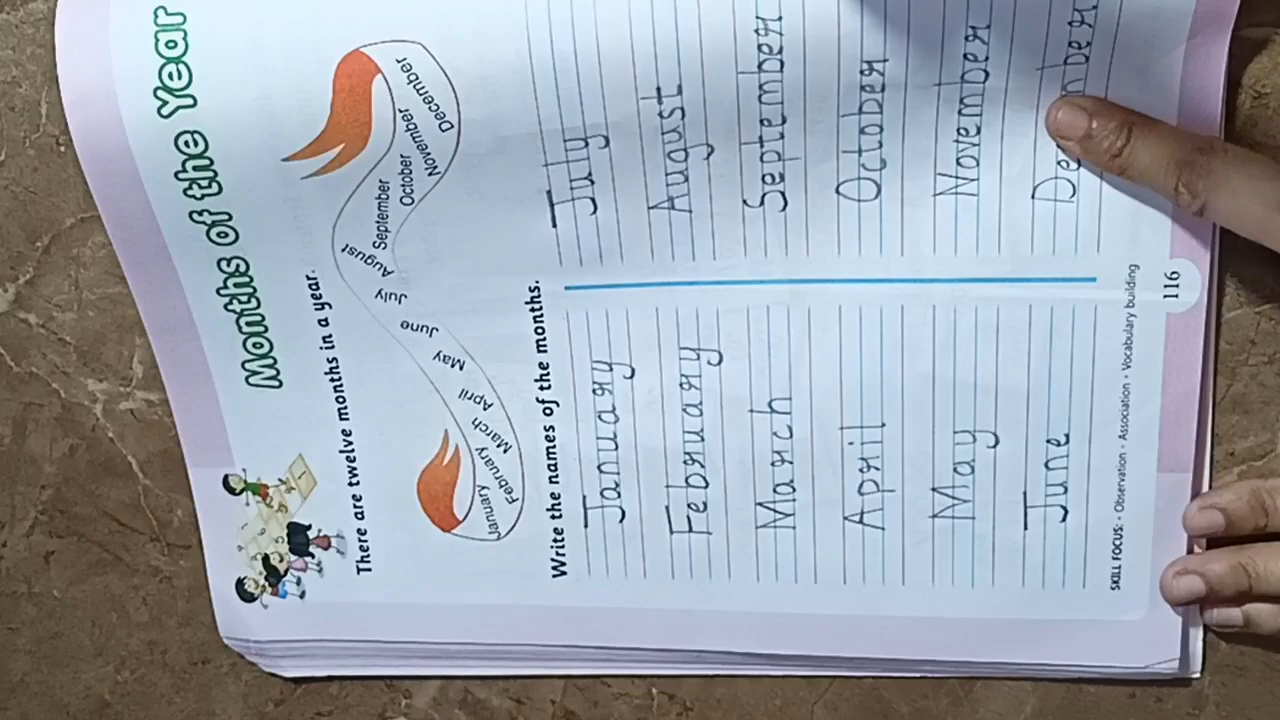 Months of the Year
There are twelve months in a year.
January February March April May June July August September October November December
Write the names of the months.
January
February
March
April
May
June
July
August
September
October
November
SKILL FOCUS: • Observation • Association • Vocabulary building
116